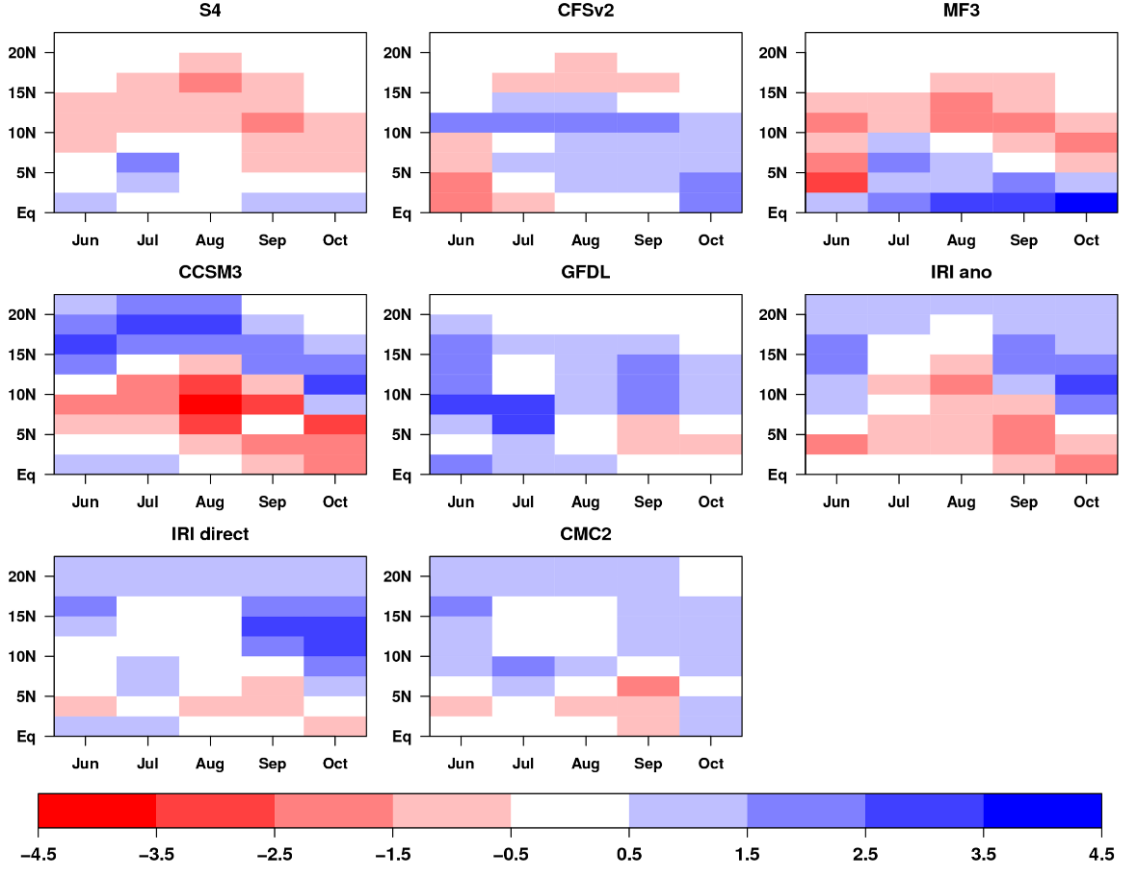 S4 CFSv2 MF3
20N 20N 20N
15N 15N 15N
10N 10N 10N
5N 5N 5N
Eq Eq Eq
Jun Jul Aug Sep Oct Jun Jul Aug Sep Oct Jun Jul Aug Sep Oct
CCSM3 GFDL IRI ano
20N 20N 20N
15N 15N 15N
10N 10N 10N
5N 5N 5N
Eq Eq Eq
Jun Jul Aug Sep Oct Jun Jul Aug Sep Oct Jun Jul Aug Sep Oct
IRI direct CMC2
20N 20N
15N 15N
10N 10N
5N 5N
Eq Eq
Jun Jul Aug Sep Oct Jun Jul Aug Sep Oct
−4.5 −3.5 −2.5 −1.5 −0.5 0.5 1.5 2.5 3.5 4.5